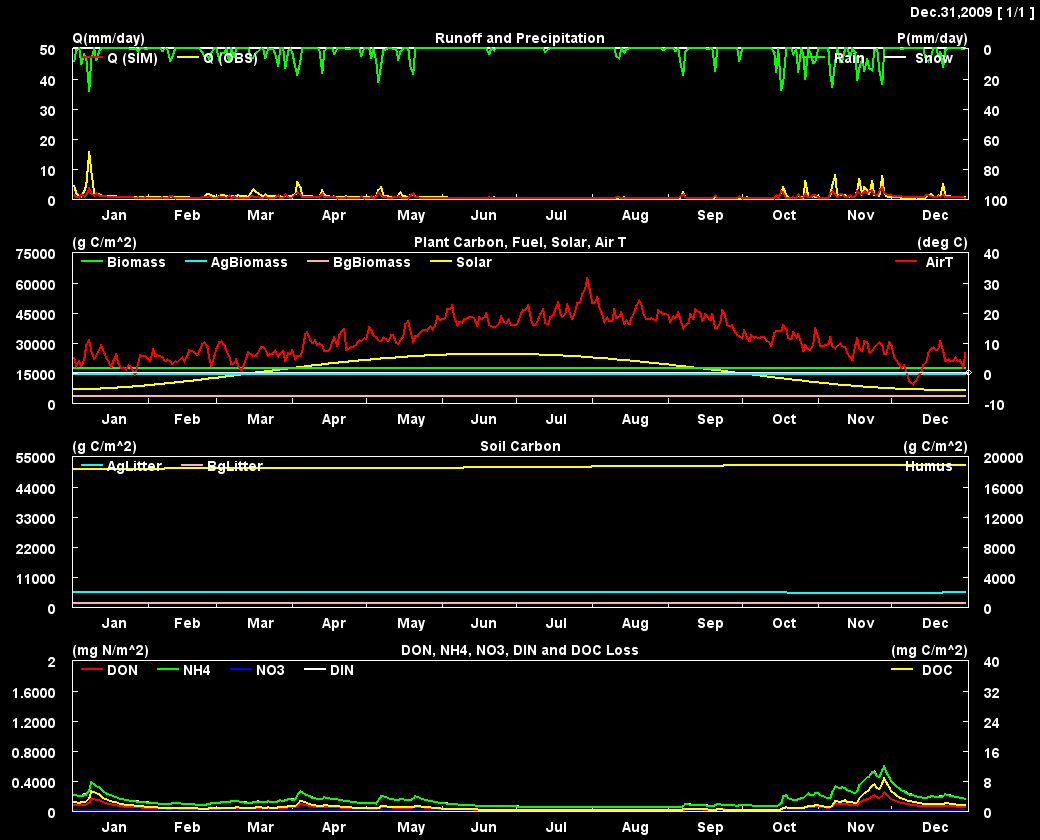 Dec.31,2009 [ 1/1 ]
Q(mm/day) Runoff and Precipitation P(mm/day)
50 Q (SIM) Q (OBS) Rain Snow 0
40 20
30 40
20 60
10 80
0 100
Jan Feb Mar Apr May Jun Jul Aug Sep Oct Nov Dec
(g C/m^2) Plant Carbon, Fuel, Solar, Air T (deg C)
75000 40
Biomass AgBiomass BgBiomass Solar AirT
60000 30
45000 20
30000 10
15000 0
0 -10
Jan Feb Mar Apr May Jun Jul Aug Sep Oct Nov Dec
(g C/m^2) Soil Carbon (g C/m^2)
55000 20000
AgLitter BgLitter Humus
44000 16000
33000 12000
22000 8000
11000 4000
0 0
Jan Feb Mar Apr May Jun Jul Aug Sep Oct Nov Dec
(mg N/m^2) DON, NH4, NO3, DIN and DOC Loss (mg C/m^2)
2 40
DON NH4 NO3 DIN DOC
1.6000 32
1.2000 24
0.8000 16
0.4000 8
0 0
Jan Feb Mar Apr May Jun Jul Aug Sep Oct Nov Dec